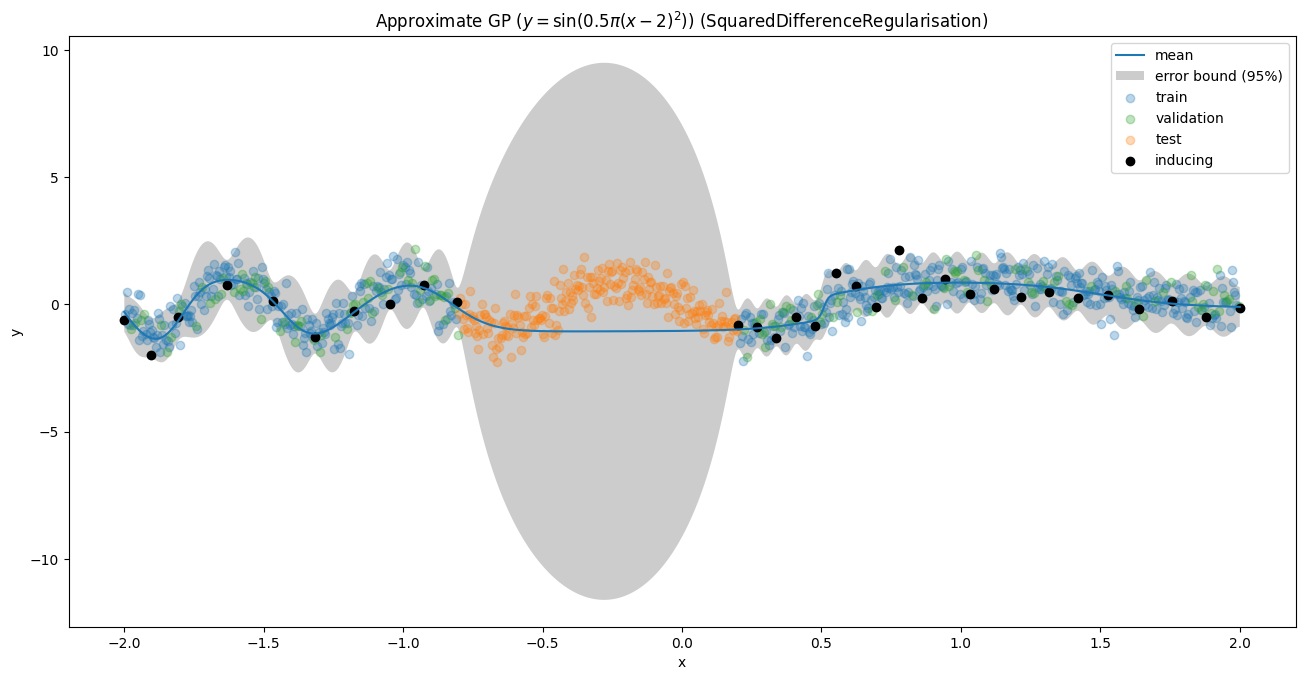 Approximate GP (y = sin(0.5π(x − 2)²)) (SquaredDifferenceRegularisation)
mean
error bound (95%)
train
validation
test
inducing
10
5
0
−5
−10
y
−2.0 −1.5 −1.0 −0.5 0.0 0.5 1.0 1.5 2.0
x